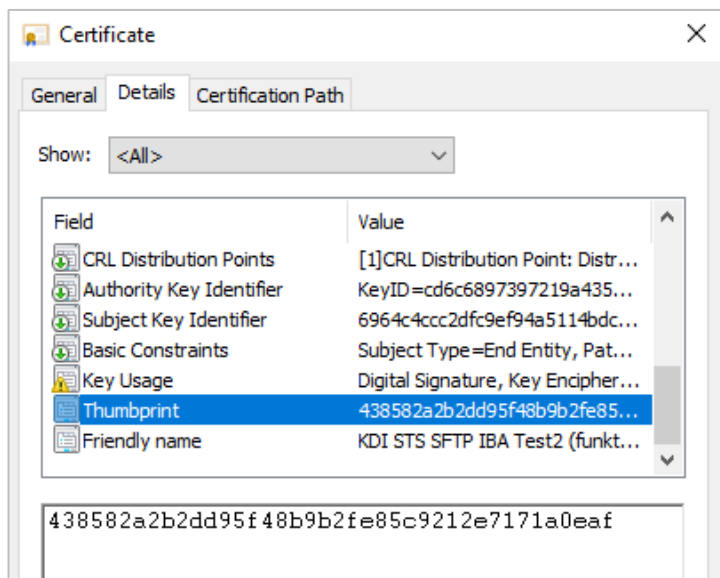 Certificate
General Details Certification Path
Show: <All>
Field Value
CRL Distribution Points [1]CRL Distribution Point: Distr...
Authority Key Identifier KeyID=cd6c6897397219a435...
Subject Key Identifier 6964c4ccc2dfc9ef94a5114bdc...
Basic Constraints Subject Type=End Entity, Pat...
Key Usage Digital Signature, Key Encipher...
Thumbprint 438582a2b2dd95f48b9b2fe85...
Friendly name KDI STS SFTP IBA Test2 (funkt...
438582a2b2dd95f48b9b2fe85c9212e7171a0eaf